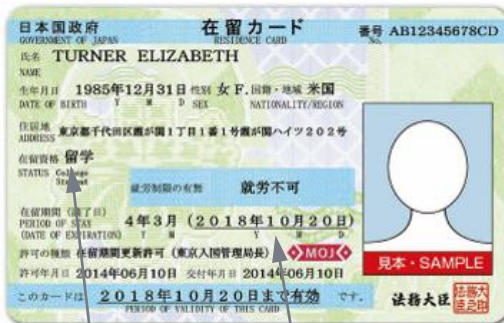 日本国政府 在留カード 番号 AB12345678CD
GOVERNMENT OF JAPAN RESIDENCE CARD No.
氏名 TURNER ELIZABETH
NAME
生年月日 1985年12月31日 性別 女 F. 国籍・地域 米国
DATE OF BIRTH Y M D SEX NATIONALITY/REGION
住居地 東京都千代田区霞が関1丁目1番1号霞が関ハイツ202号
ADDRESS
在留資格 留学
STATUS College
Student
就労制限の有無 就労不可
在留期間（満了日）
PERIOD OF STAY 4年3月（2018年10月20日）
(DATE OF EXPIRATION) Y M Y M D
許可の種類 在留期間更新許可（東京入国管理局長） MOJ
許可年月日 2014年06月10日 交付年月日 2014年06月10日
見本・SAMPLE
このカードは 2018年10月20日まで有効 です。 法務大臣
PERIOD OF VALIDITY OF THIS CARD